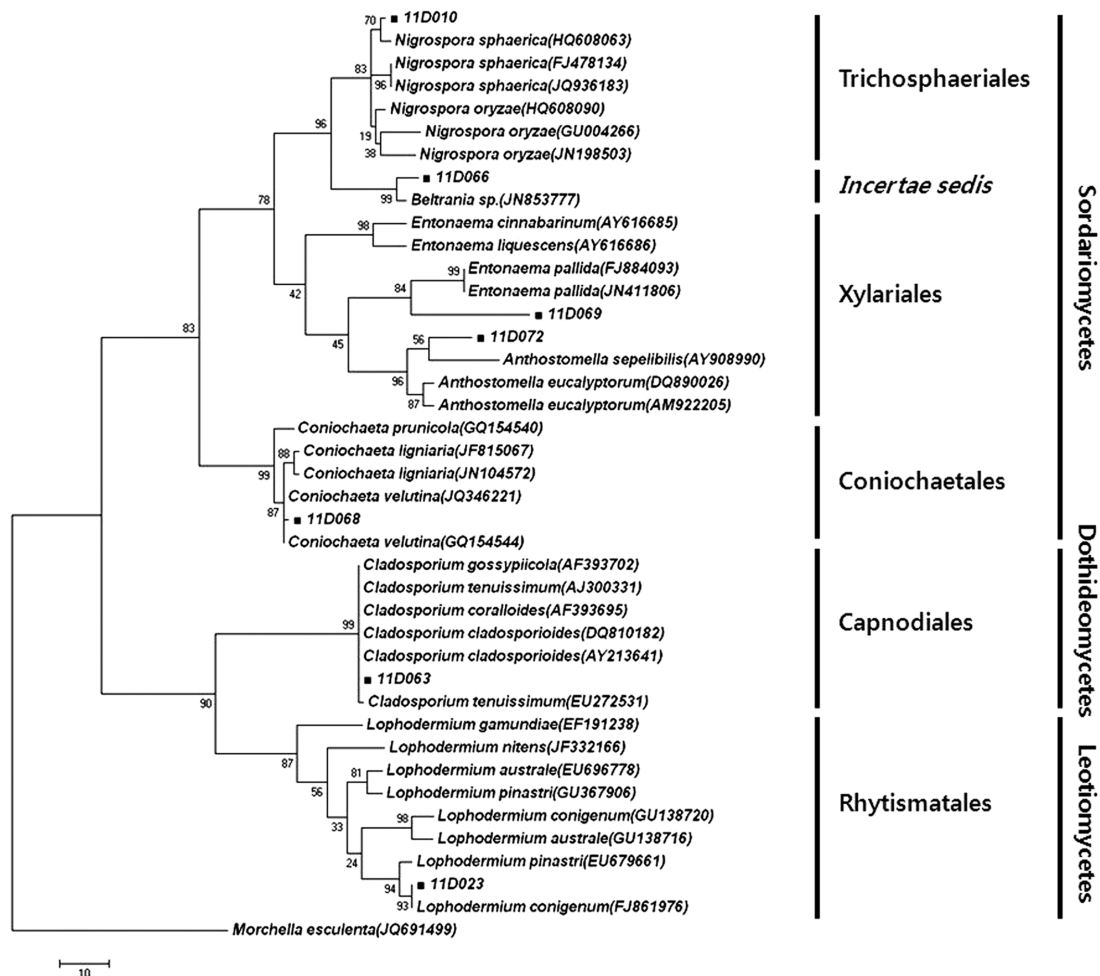 70
■ 11D010
Nigrospora sphaerica(HQ608063)
83
Nigrospora sphaerica(FJ478134)
96
Nigrospora sphaerica(JQ936183)
Nigrospora oryzae(HQ608090)
96
19
Nigrospora oryzae(GU004266)
38
Nigrospora oryzae(JN198503)
Trichosphaeriales
■ 11D066
99
Beltrania sp.(JN853777)
Incertae sedis
78
98
Entonaema cinnabarinum(AY616685)
Entonaema liquescens(AY616686)
99
Entonaema pallida(FJ884093)
84
Entonaema pallida(JN411806)
42
■ 11D069
45
56
■ 11D072
Anthostomella sepelibilis(AY908990)
96
Anthostomella eucalyptorum(DQ890026)
87
Anthostomella eucalyptorum(AM922205)
Xylariales
83
Coniochaeta prunicola(GQ154540)
88
Coniochaeta ligniaria(JF815067)
99
Coniochaeta ligniaria(JN104572)
Coniochaeta velutina(JQ346221)
87
■ 11D068
Coniochaeta velutina(GQ154544)
Coniochaetales
Sordariomycetes
Cladosporium gossypiicola(AF393702)
Cladosporium tenuissimum(AJ300331)
Cladosporium coralloides(AF393695)
99
Cladosporium cladosporioides(DQ810182)
Cladosporium cladosporioides(AY213641)
■ 11D063
Cladosporium tenuissimum(EU272531)
Capnodiales
Dothideomycetes
90
Lophodermium gamundiae(EF191238)
87
Lophodermium nitens(JF332166)
81
Lophodermium australe(EU696778)
56
Lophodermium pinastri(GU367906)
33
98
Lophodermium conigenum(GU138720)
Lophodermium australe(GU138716)
24
Lophodermium pinastri(EU679661)
94
■ 11D023
93
Lophodermium conigenum(FJ861976)
Rhytismatales
Leotiomycetes
Morchella esculenta(JQ691499)
10